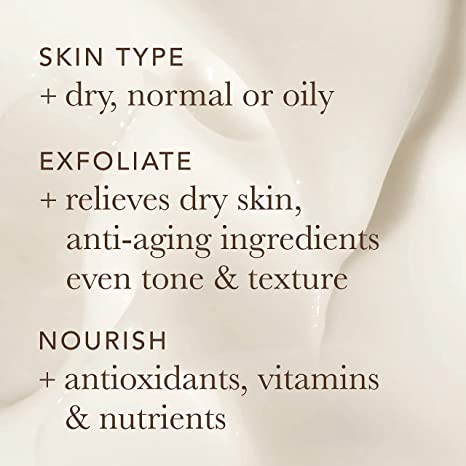 SKIN TYPE
+ dry, normal or oily
EXFOLIATE
+ relieves dry skin,
anti-aging ingredients
even tone & texture
NOURISH
+ antioxidants, vitamins
& nutrients